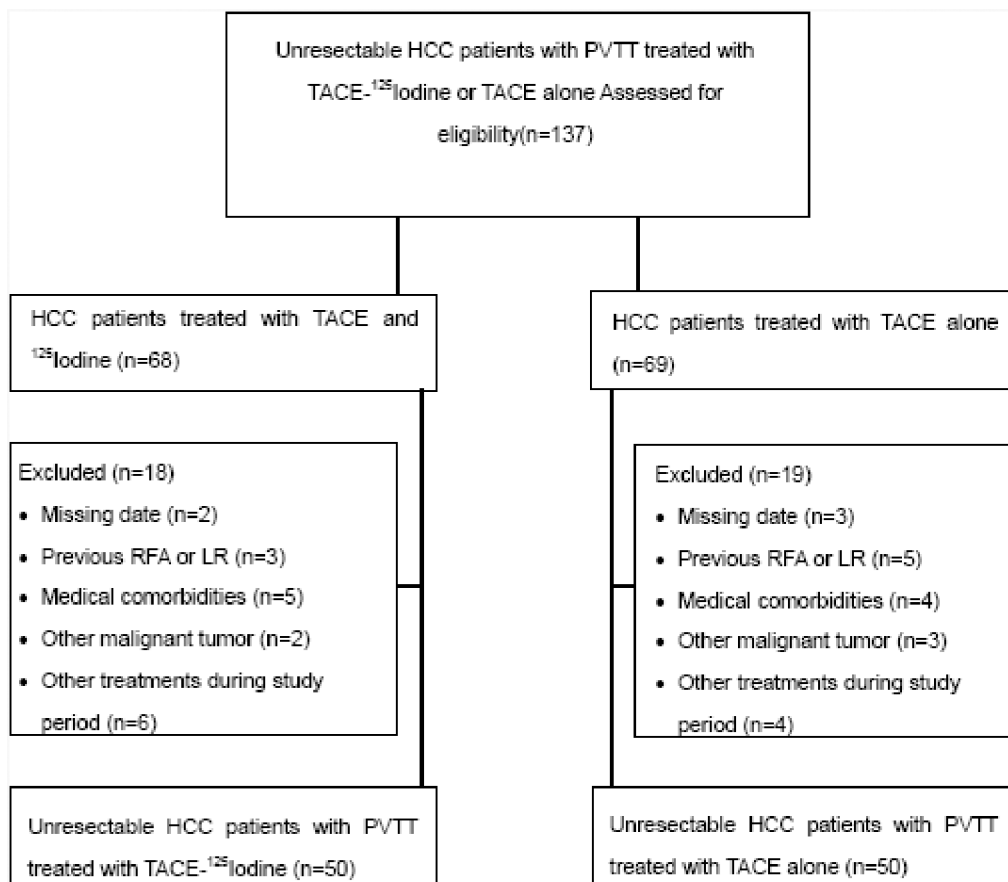 Unresectable HCC patients with PVTT treated with
TACE-¹²⁵Iodine or TACE alone Assessed for
eligibility(n=137)
HCC patients treated with TACE and
¹²⁵Iodine (n=68)
HCC patients treated with TACE alone
(n=69)
Excluded (n=18)
• Missing date (n=2)
• Previous RFA or LR (n=3)
• Medical comorbidities (n=5)
• Other malignant tumor (n=2)
• Other treatments during study
period (n=6)
Excluded (n=19)
• Missing date (n=3)
• Previous RFA or LR (n=5)
• Medical comorbidities (n=4)
• Other malignant tumor (n=3)
• Other treatments during study
period (n=4)
Unresectable HCC patients with PVTT
treated with TACE-¹²⁵Iodine (n=50)
Unresectable HCC patients with PVTT
treated with TACE alone (n=50)